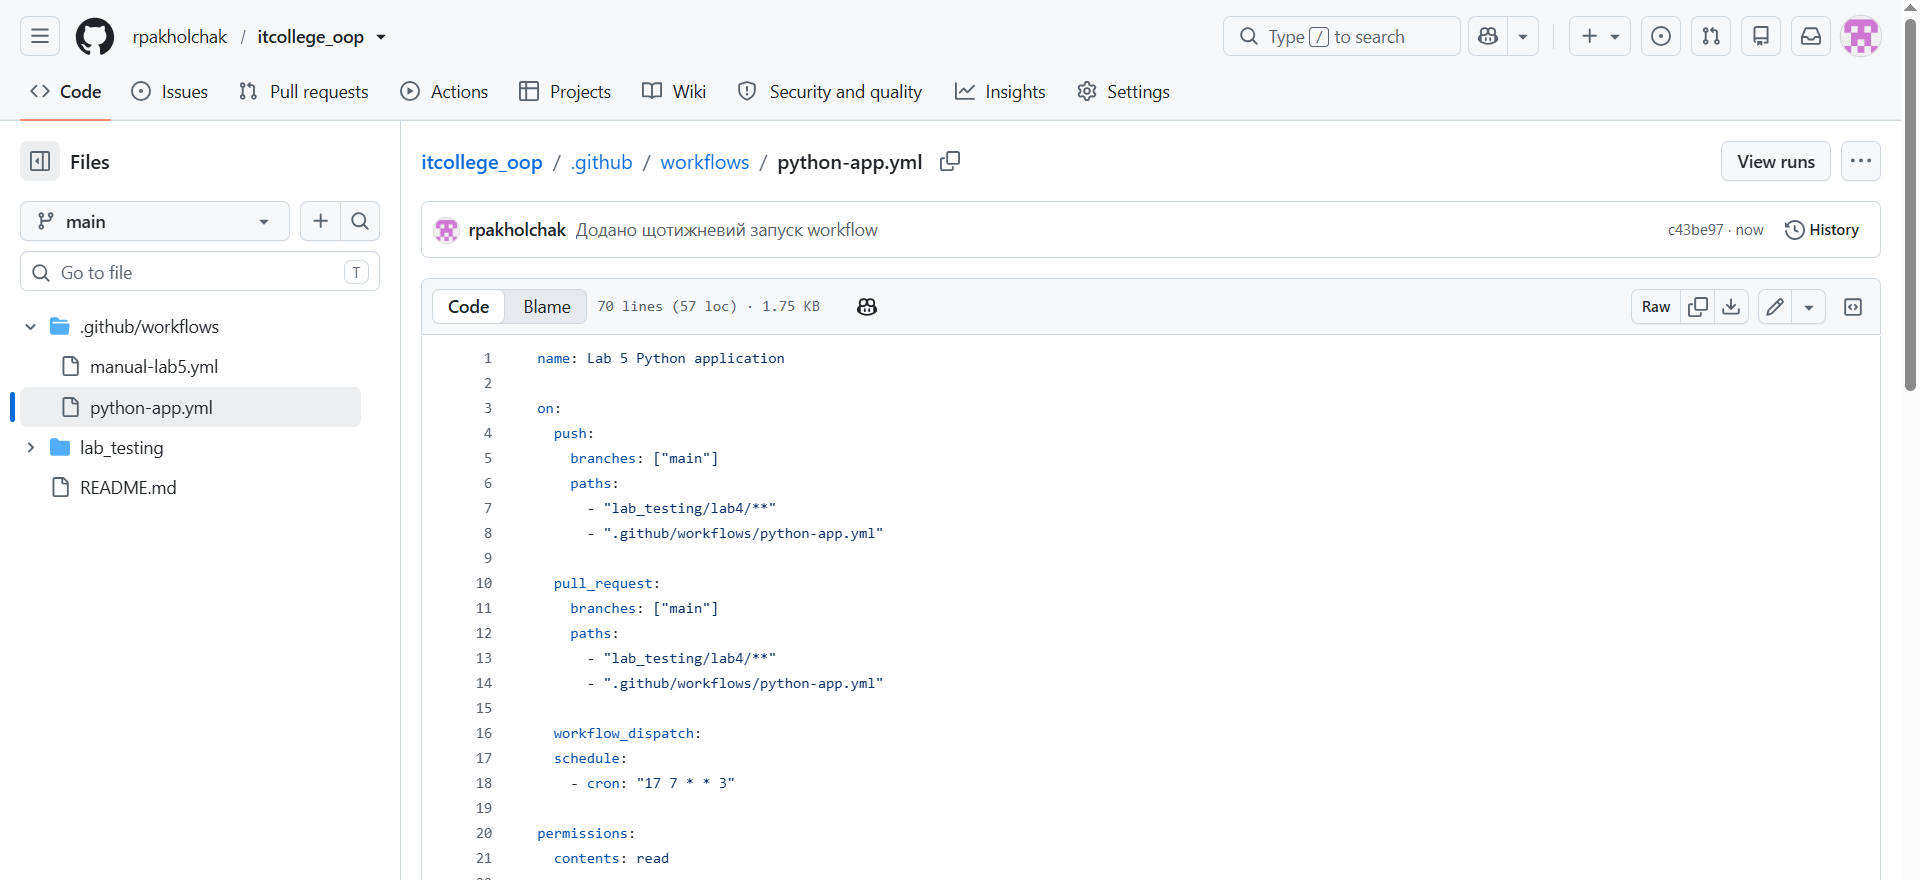 rpakholchak / itcollege_oop
Type / to search
Code Issues Pull requests Actions Projects Wiki Security and quality Insights Settings
Files
main
Go to file T
.github/workflows
manual-lab5.yml
python-app.yml
lab_testing
README.md
itcollege_oop / .github / workflows / python-app.yml
View runs
rpakholchak Додано щотижневий запуск workflow
c43be97 · now History
Code Blame 70 lines (57 loc) · 1.75 KB
Raw
1 name: Lab 5 Python application
2
3 on:
4 push:
5 branches: ["main"]
6 paths:
7 - "lab_testing/lab4/**"
8 - ".github/workflows/python-app.yml"
9
10 pull_request:
11 branches: ["main"]
12 paths:
13 - "lab_testing/lab4/**"
14 - ".github/workflows/python-app.yml"
15
16 workflow_dispatch:
17 schedule:
18 - cron: "17 7 * * 3"
19
20 permissions:
21 contents: read